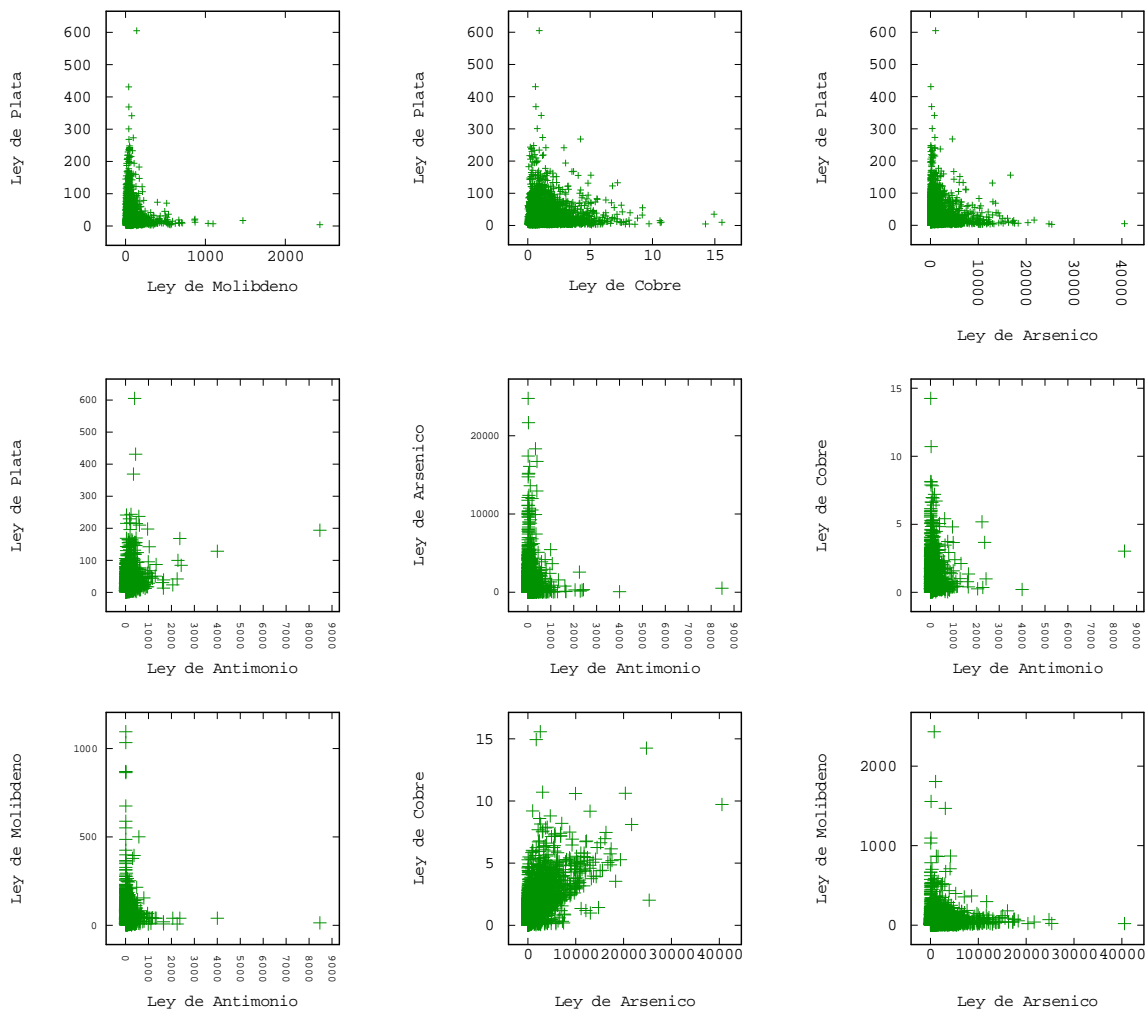 600
500
400
300
200
100
0
Ley de Plata
0 1000 2000
Ley de Molibdeno
600
500
400
300
200
100
0
Ley de Plata
0 5 10 15
Ley de Cobre
600
500
400
300
200
100
0
Ley de Plata
0 10000 20000 30000 40000
Ley de Arsenico
600
500
400
300
200
100
0
Ley de Plata
0 1000 2000 3000 4000 5000 6000 7000 8000 9000
Ley de Antimonio
20000
10000
0
Ley de Arsenico
0 1000 2000 3000 4000 5000 6000 7000 8000 9000
Ley de Antimonio
15
10
5
0
Ley de Cobre
0 1000 2000 3000 4000 5000 6000 7000 8000 9000
Ley de Antimonio
1000
500
0
Ley de Molibdeno
0 1000 2000 3000 4000 5000 6000 7000 8000 9000
Ley de Antimonio
15
10
5
0
Ley de Cobre
0 10000 20000 30000 40000
Ley de Arsenico
2000
1000
0
Ley de Molibdeno
0 10000 20000 30000 40000
Ley de Arsenico